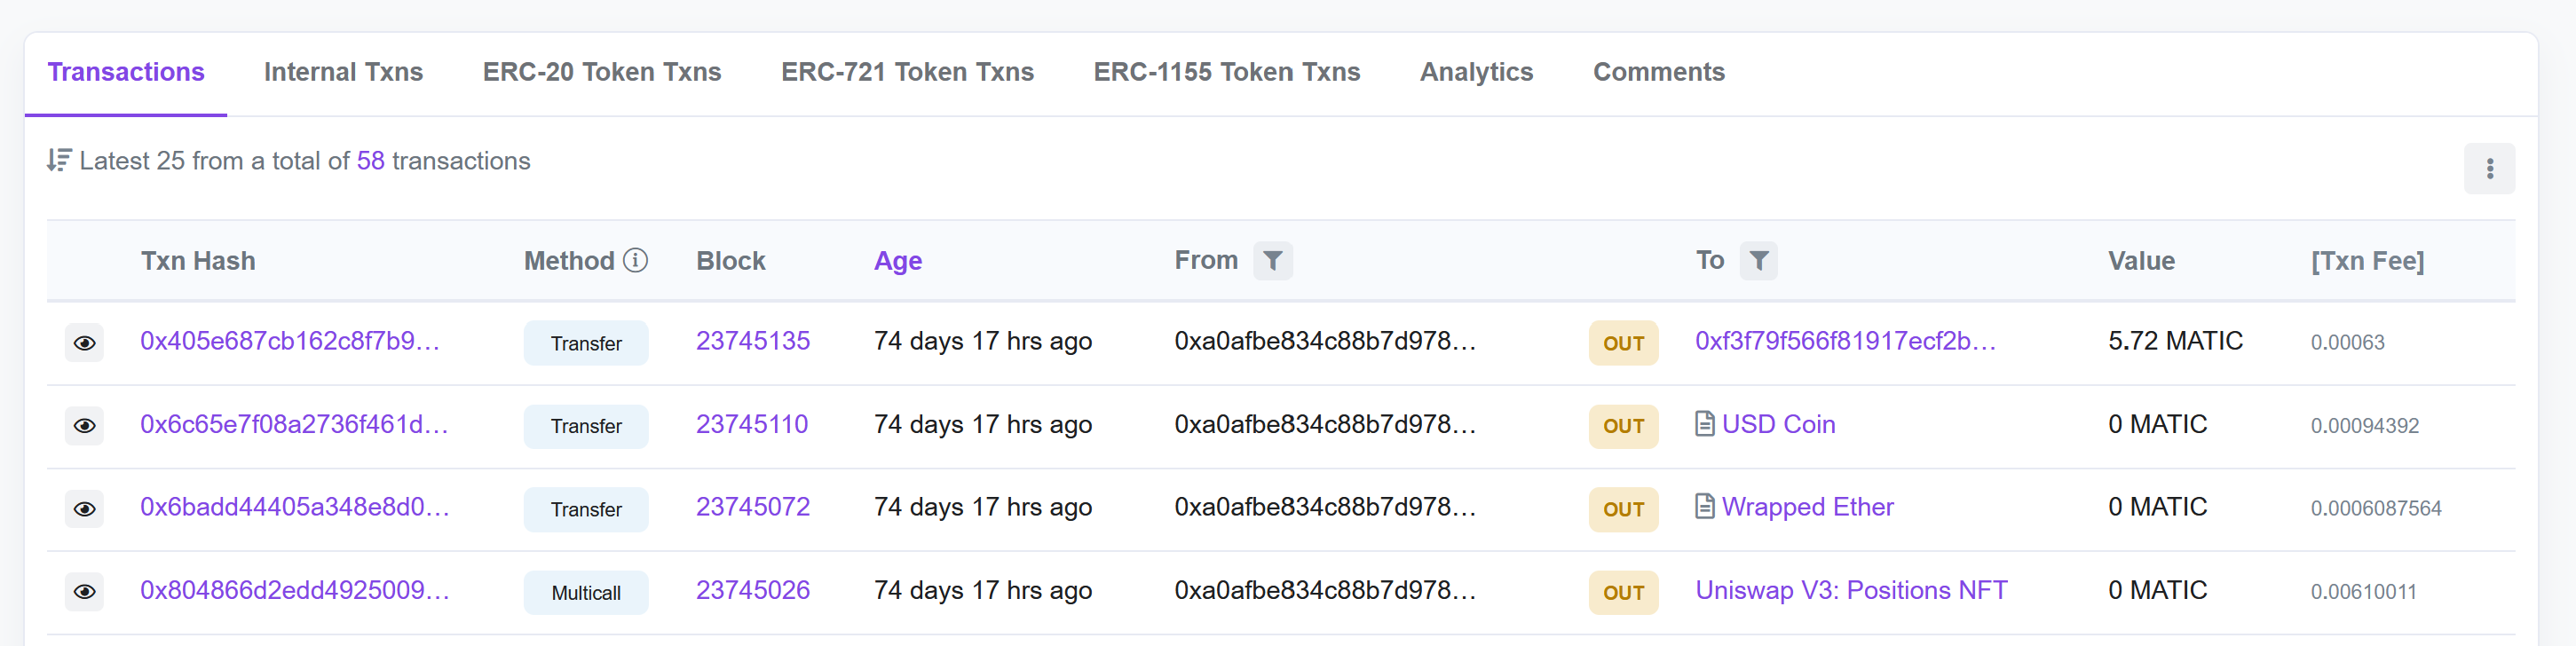 Transactions Internal Txns ERC-20 Token Txns ERC-721 Token Txns ERC-1155 Token Txns Analytics Comments
Latest 25 from a total of 58 transactions
Txn Hash Method Block Age From To Value [Txn Fee]
0x405e687cb162c8f7b9... Transfer 23745135 74 days 17 hrs ago 0xa0afbe834c88b7d978... OUT 0xf3f79f566f81917ecf2b... 5.72 MATIC 0.00063
0x6c65e7f08a2736f461d... Transfer 23745110 74 days 17 hrs ago 0xa0afbe834c88b7d978... OUT USD Coin 0 MATIC 0.00094392
0x6badd44405a348e8d0... Transfer 23745072 74 days 17 hrs ago 0xa0afbe834c88b7d978... OUT Wrapped Ether 0 MATIC 0.0006087564
0x804866d2edd4925009... Multicall 23745026 74 days 17 hrs ago 0xa0afbe834c88b7d978... OUT Uniswap V3: Positions NFT 0 MATIC 0.00610011